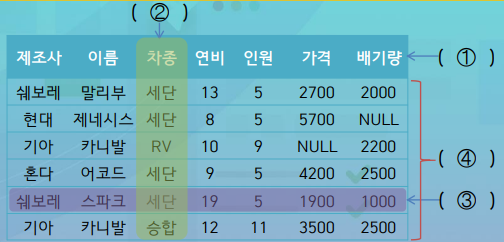 ( ② )
제조사 이름 차종 연비 인원 가격 배기량 ( ① )
쉐보레 말리부 세단 13 5 2700 2000
현대 제네시스 세단 8 5 5700 NULL
기아 카니발 RV 10 9 NULL 2200
( ④ )
혼다 어코드 세단 9 5 4200 2500
쉐보레 스파크 세단 19 5 1900 1000 ( ③ )
기아 카니발 승합 12 11 3500 2500